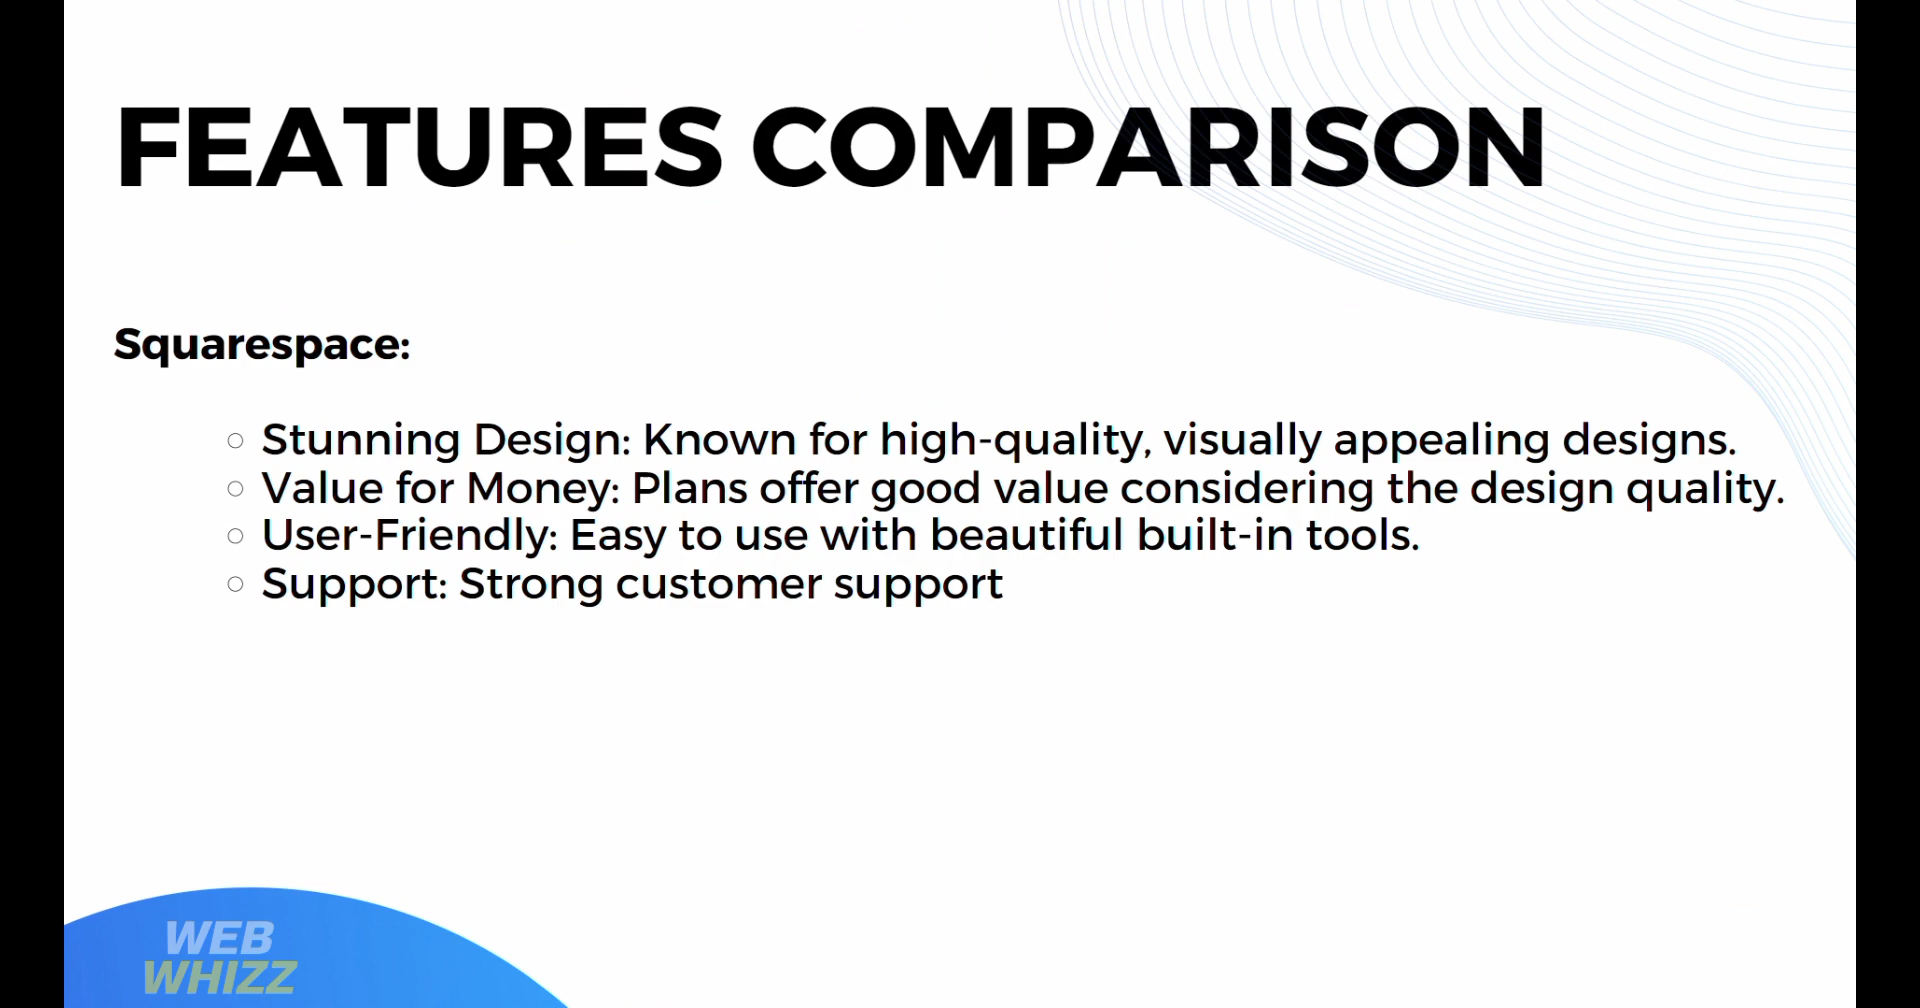 FEATURES COMPARISON
Squarespace:
Stunning Design: Known for high-quality, visually appealing designs.
Value for Money: Plans offer good value considering the design quality.
User-Friendly: Easy to use with beautiful built-in tools.
Support: Strong customer support
WEB
WHIZZ